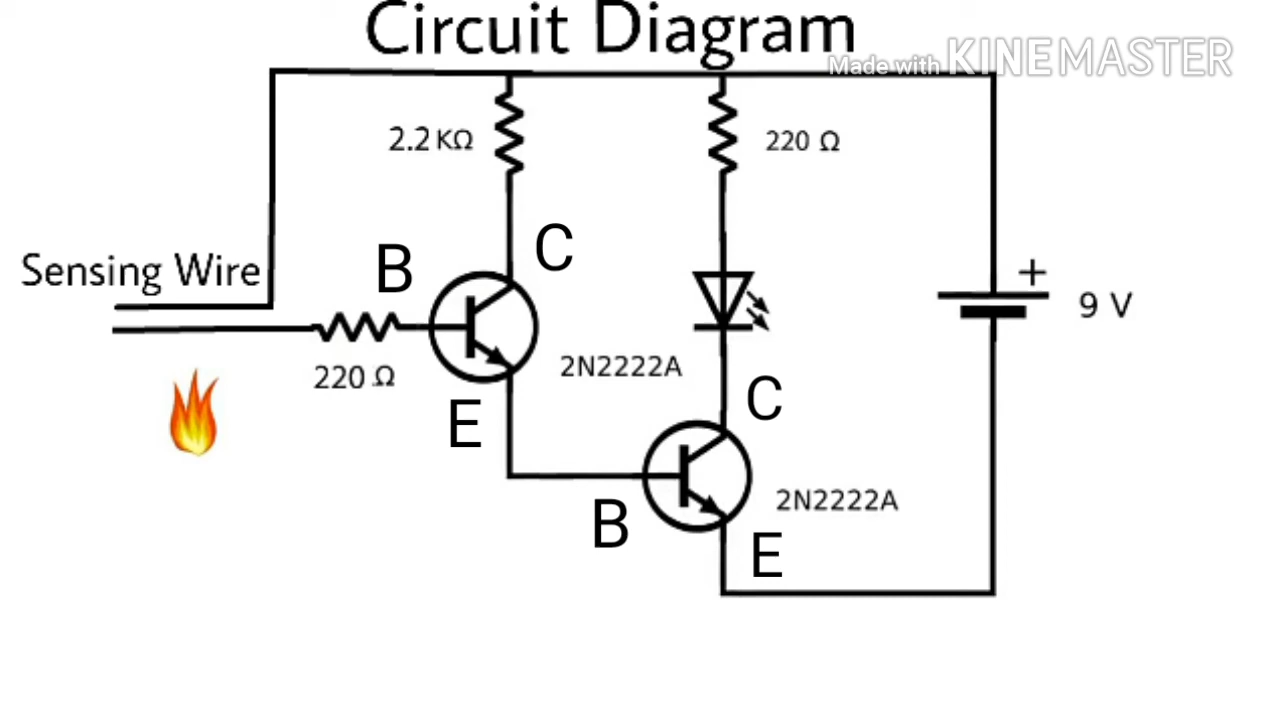 Circuit Diagram
Made with KINEMASTER
2.2 KΩ
220 Ω
Sensing Wire
B
C
+
9 V
220 Ω
2N2222A
E
C
B
2N2222A
E